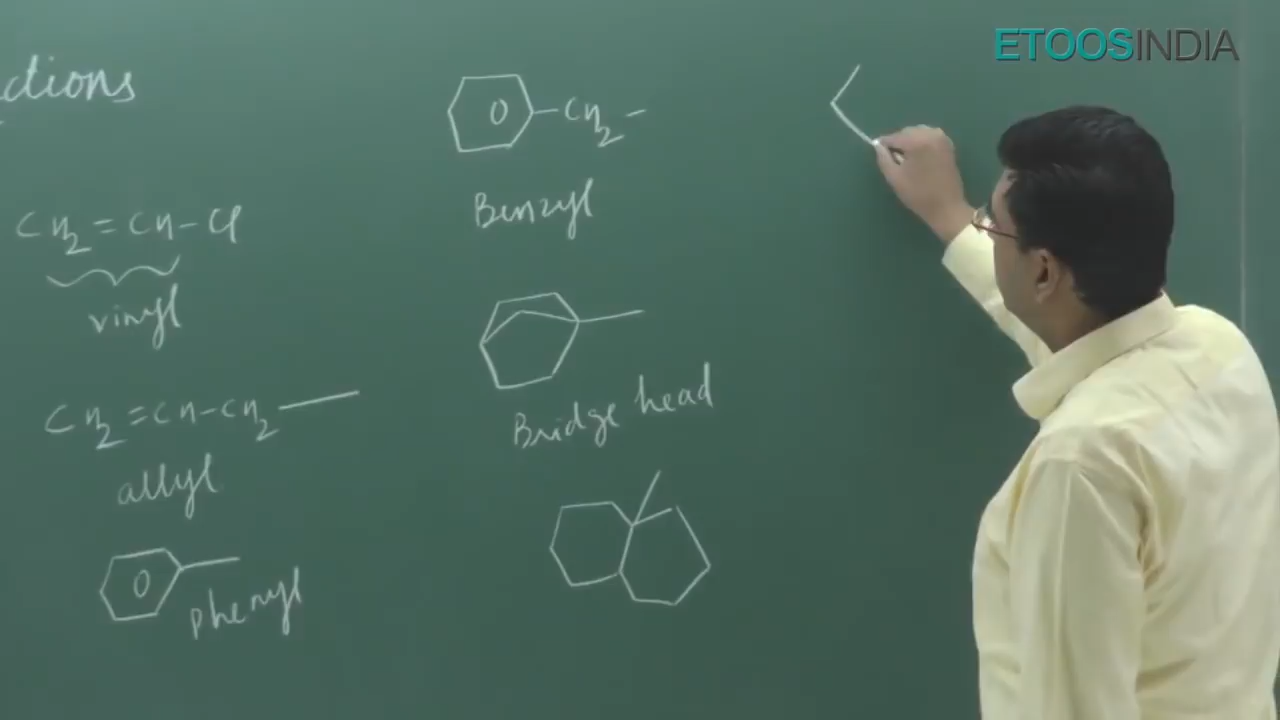 ctions
CH2=CH-Cl
vinyl
CH2=CH-CH2-
allyl
phenyl
CH2-
Benzyl
Bridge head
ETOOSINDIA